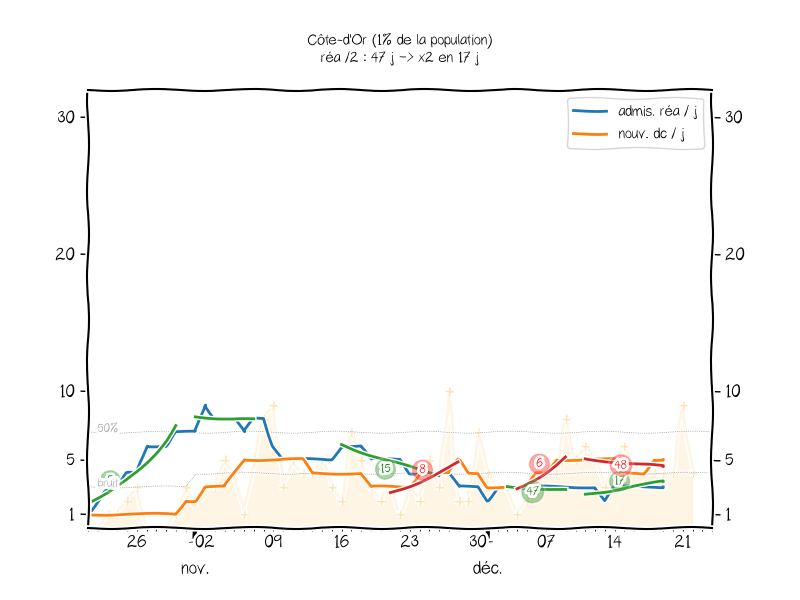 Côte-d'Or (1% de la population)
réa /2 : 47 j -> x2 en 17 j
admis. réa / j
nouv. dc / j
30 30
20 20
10 10
50%
5 5
bruit
1 1
15 8 6 48
47 17
26 02 09 16 23 30 07 14 21
nov. déc.